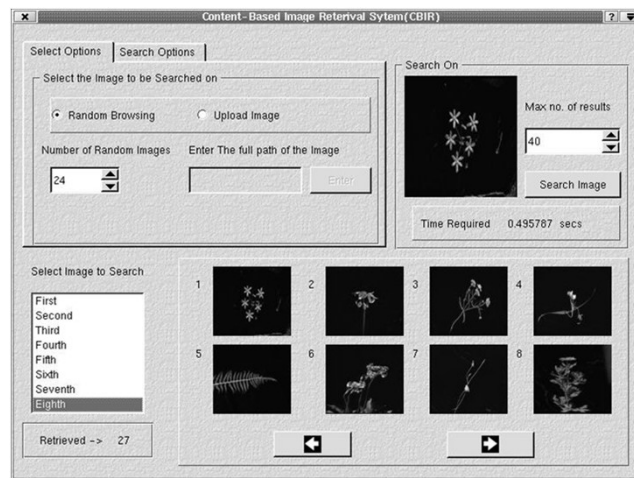 Content-Based Image Reterival Sytem(CBIR)
Select Options
Search Options
Select the Image to be Searched on
Random Browsing
Upload Image
Number of Random Images
Enter The full path of the Image
24
Enter
Search On
Max no. of results
40
Search Image
Time Required 0.495787 secs
Select Image to Search
First
Second
Third
Fourth
Fifth
Sixth
Seventh
Eighth
Retrieved -> 27
1 2 3 4
5 6 7 8